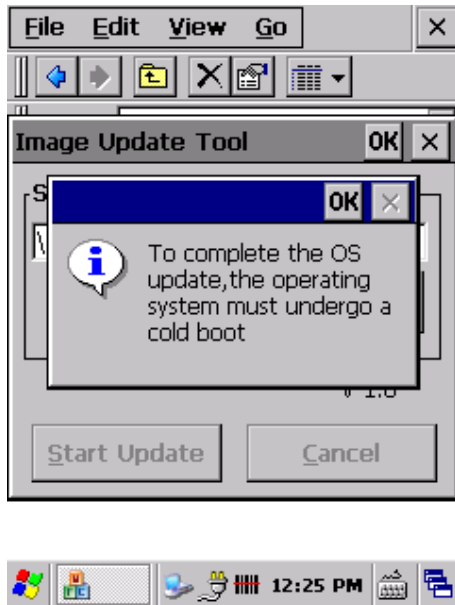 File Edit View Go
Image Update Tool OK
OK
To complete the OS
update,the operating
system must undergo a
cold boot
Start Update Cancel
12:25 PM